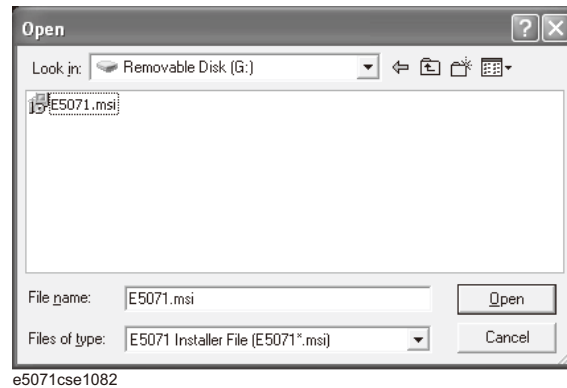 Open
Look in: Removable Disk (G:)
E5071.msi
File name: E5071.msi Open
Files of type: E5071 Installer File (E5071*.msi) Cancel
e5071cse1082